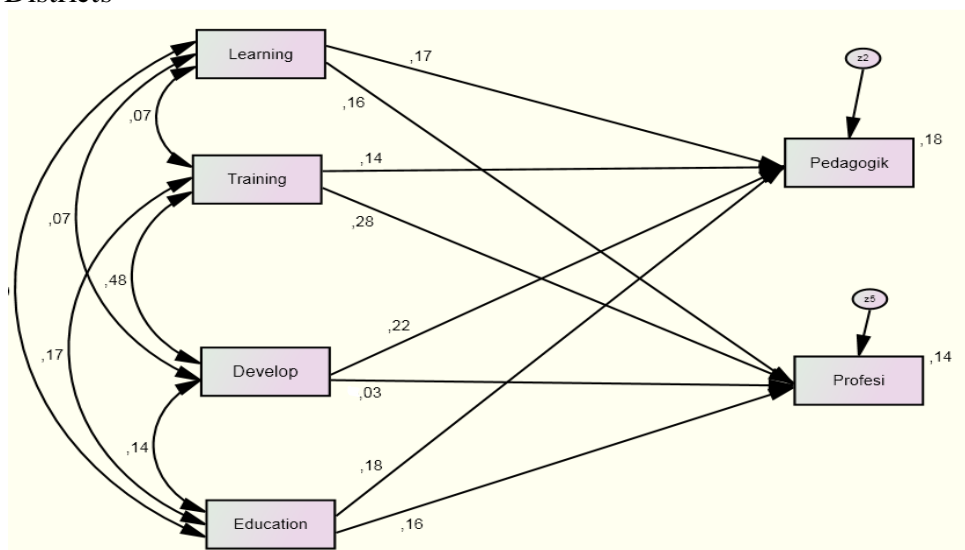 Districts
Learning
Training
Develop
Education
Pedagogik
Profesi
z2
z5
,17
,16
,14
,28
,22
,03
,18
,16
,07
,07
,48
,17
,14
,18
,14